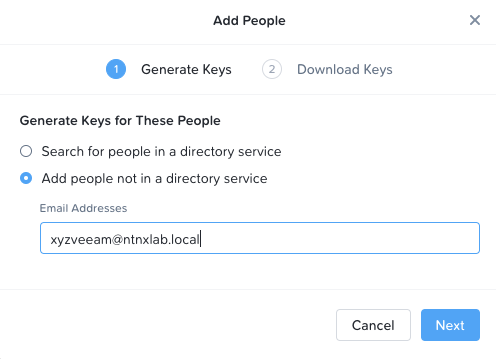 Add People
1 Generate Keys 2 Download Keys
Generate Keys for These People
Search for people in a directory service
Add people not in a directory service
Email Addresses
xyzveeam@ntnxlab.local
Cancel Next